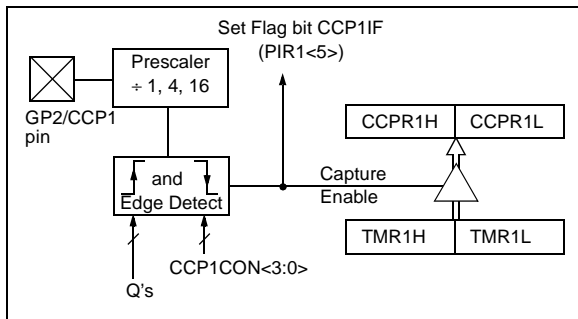 Set Flag bit CCP1IF
(PIR1<5>)
Prescaler
÷ 1, 4, 16
GP2/CCP1
pin
CCPR1H CCPR1L
and
Edge Detect
Capture
Enable
TMR1H TMR1L
CCP1CON<3:0>
Q's